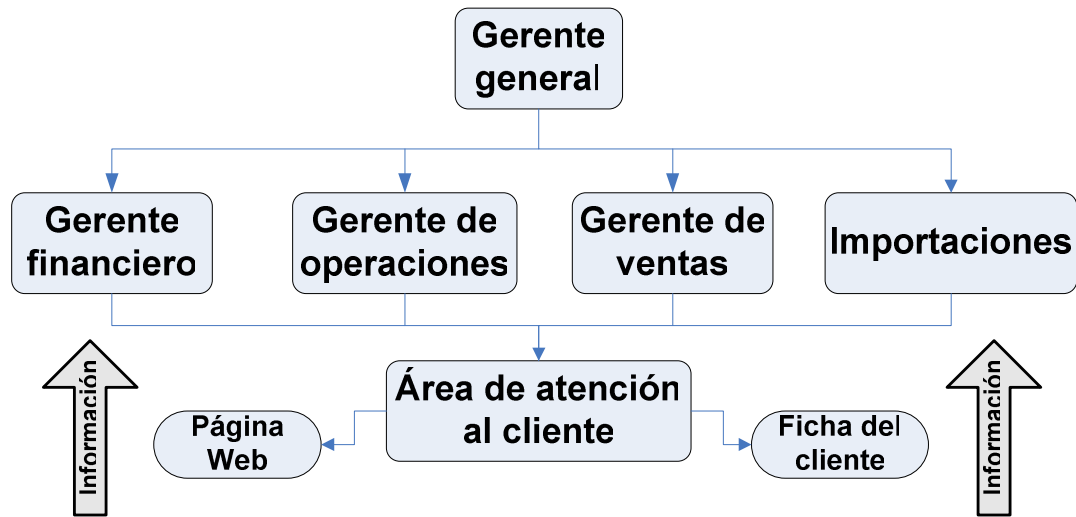 Gerente
general
Gerente
financiero
Gerente de
operaciones
Gerente de
ventas
Importaciones
Información
Área de atención
al cliente
Información
Página
Web
Ficha del
cliente